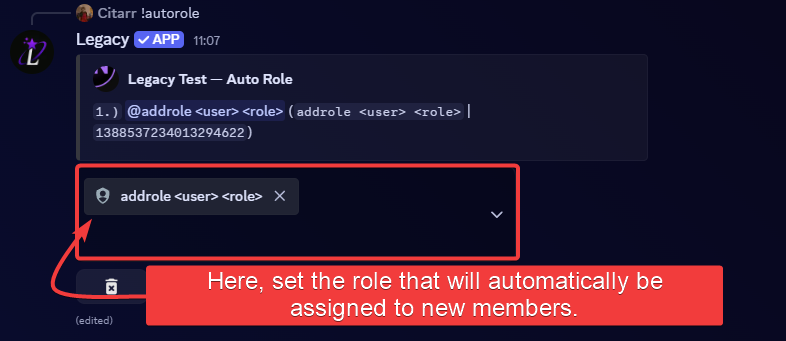 Citarr !autorole
Legacy ✓ APP 11:07
Legacy Test — Auto Role
1.) @addrole <user> <role> (addrole <user> <role>|
1388537234013294622)
addrole <user> <role>
Here, set the role that will automatically be
assigned to new members.
(edited)